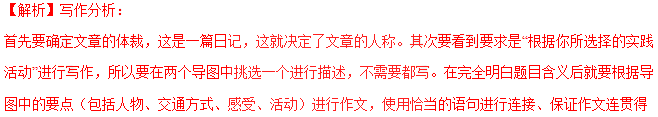 【解析】写作分析：
首先要确定文章的体裁，这是一篇日记，这就决定了文章的人称。其次要看到要求是“根据你所选择的实践
活动”进行写作，所以要在两个导图中挑选一个进行描述，不需要都写。在完全明白题目含义后就要根据导
图中的要点（包括人物、交通方式、感受、活动）进行作文，使用恰当的语句进行连接、保证作文连贯得